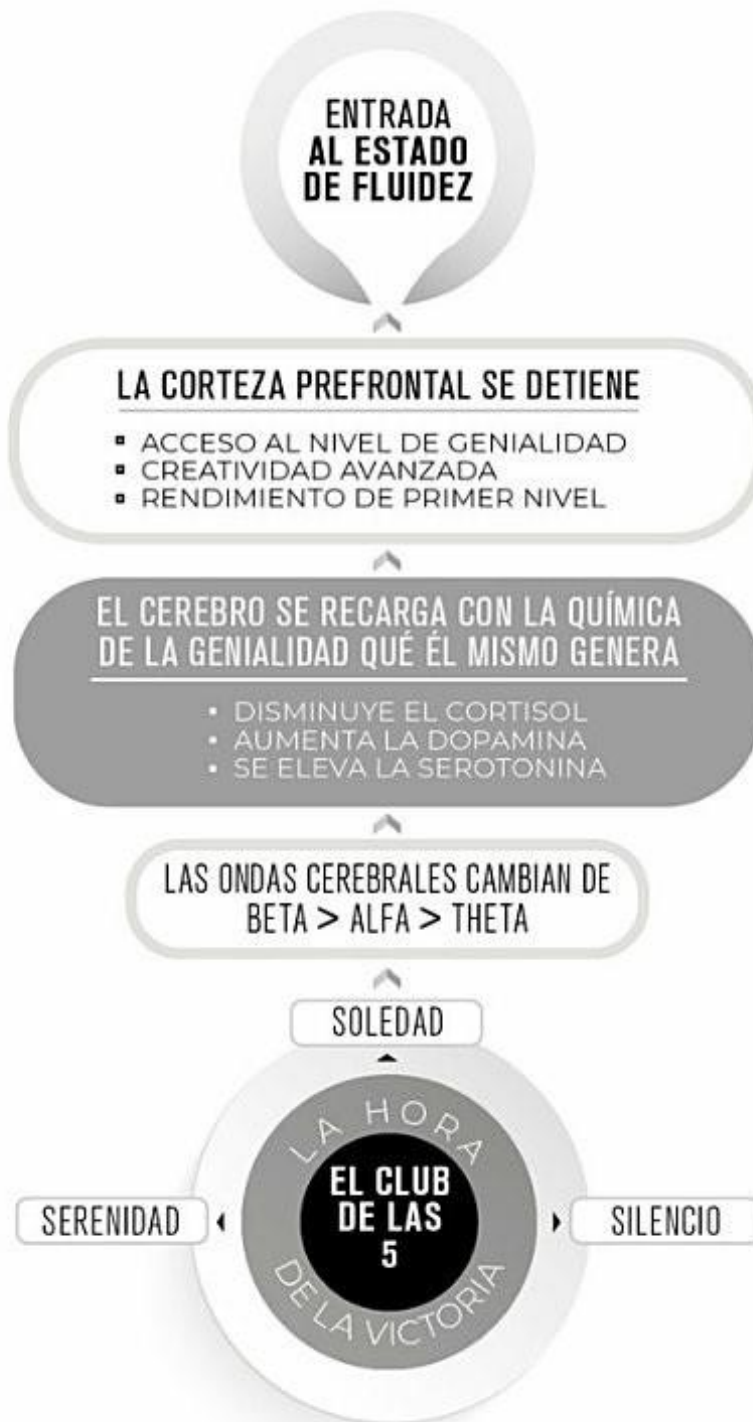 ENTRADA
AL ESTADO
DE FLUIDEZ
LA CORTEZA PREFRONTAL SE DETIENE
▪ ACCESO AL NIVEL DE GENIALIDAD
▪ CREATIVIDAD AVANZADA
▪ RENDIMIENTO DE PRIMER NIVEL
EL CEREBRO SE RECARGA CON LA QUÍMICA
DE LA GENIALIDAD QUÉ ÉL MISMO GENERA
▪ DISMINUYE EL CORTISOL
▪ AUMENTA LA DOPAMINA
▪ SE ELEVA LA SEROTONINA
LAS ONDAS CEREBRALES CAMBIAN DE
BETA > ALFA > THETA
SOLEDAD
LA HORA
EL CLUB
DE LAS
5
DE LA VICTORIA
SERENIDAD
SILENCIO